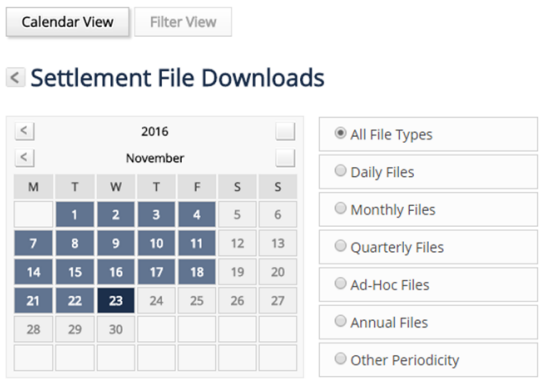 Calendar View Filter View
< Settlement File Downloads
< 2016
< November
M T W T F S S
1 2 3 4 5 6
7 8 9 10 11 12 13
14 15 16 17 18 19 20
21 22 23 24 25 26 27
28 29 30
All File Types
Daily Files
Monthly Files
Quarterly Files
Ad-Hoc Files
Annual Files
Other Periodicity